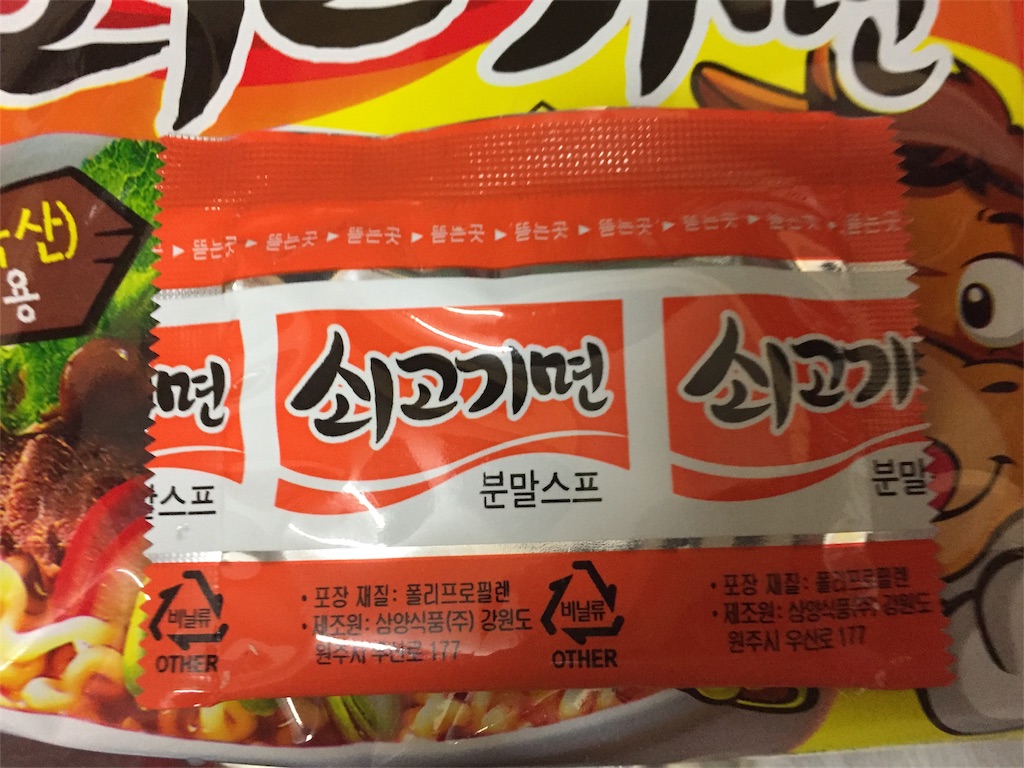 산)
용
▶ 뜯는곳 ▶ 뜯는곳 ▶ 뜯는곳 ▶ 뜯는곳 ▶ 뜯는곳 ▶ 뜯는곳 ▶ 뜯는곳 ▶ 뜯는곳 ▶ 뜯는곳
면 쇠고기면 쇠고기
스프 분말스프 분말
비닐류
OTHER
• 포장 재질 : 폴리프로필렌
• 제조원 : 삼양식품(주) 강원도
원주시 우산로 177
비닐류
OTHER
• 포장 재질 : 폴리프로필렌
• 제조원 : 삼양식품(주) 강원도
원주시 우산로 177